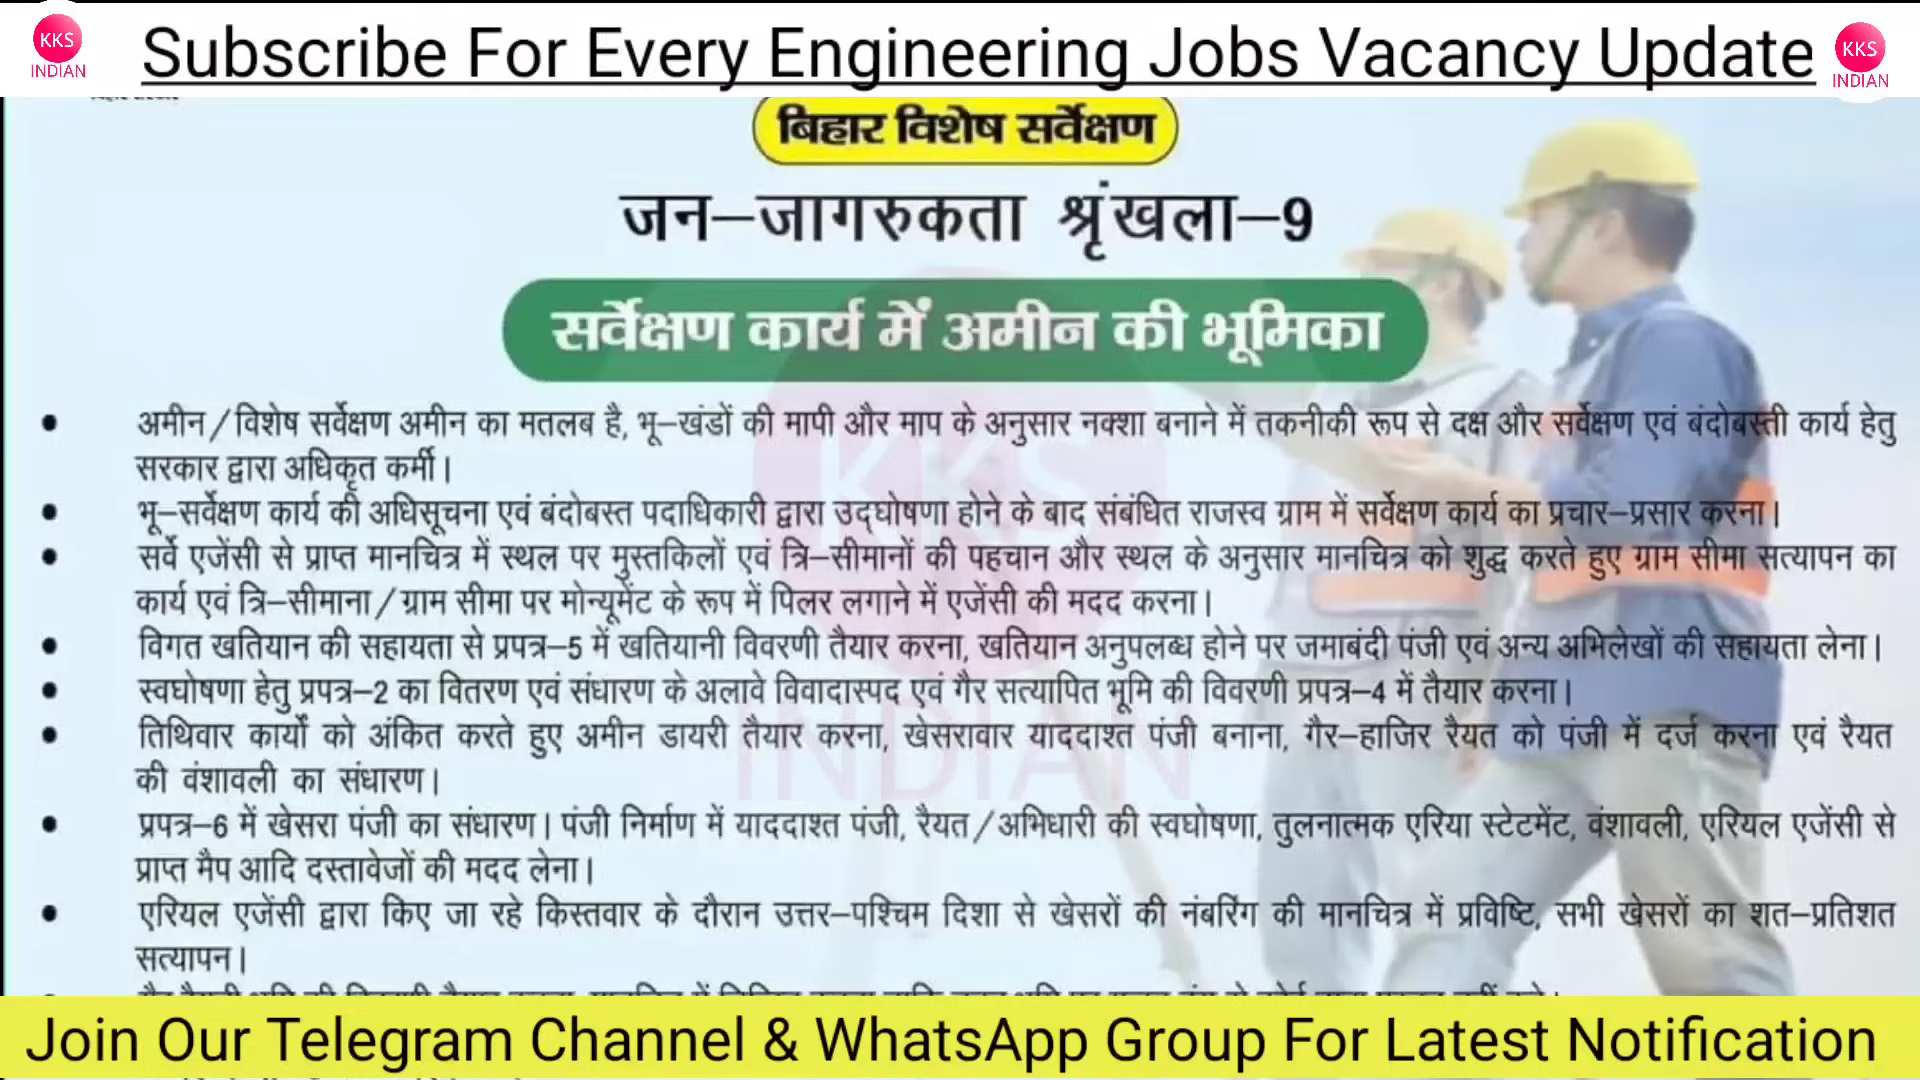 KKS
INDIAN
Subscribe For Every Engineering Jobs Vacancy Update
KKS
INDIAN
बिहार विशेष सर्वेक्षण
जन–जागरुकता श्रृंखला–9
सर्वेक्षण कार्य में अमीन की भूमिका
• अमीन/विशेष सर्वेक्षण अमीन का मतलब है, भू–खंडों की मापी और माप के अनुसार नक्शा बनाने में तकनीकी रूप से दक्ष और सर्वेक्षण एवं बंदोबस्ती कार्य हेतु
सरकार द्वारा अधिकृत कर्मी।
• भू–सर्वेक्षण कार्य की अधिसूचना एवं बंदोबस्त पदाधिकारी द्वारा उद्घोषणा होने के बाद संबंधित राजस्व ग्राम में सर्वेक्षण कार्य का प्रचार–प्रसार करना।
• सर्वे एजेंसी से प्राप्त मानचित्र में स्थल पर मुस्तकिलों एवं त्रि–सीमानों की पहचान और स्थल के अनुसार मानचित्र को शुद्ध करते हुए ग्राम सीमा सत्यापन का
कार्य एवं त्रि–सीमाना/ग्राम सीमा पर मोन्यूमेंट के रूप में पिलर लगाने में एजेंसी की मदद करना।
• विगत खतियान की सहायता से प्रपत्र–5 में खतियानी विवरणी तैयार करना, खतियान अनुपलब्ध होने पर जमाबंदी पंजी एवं अन्य अभिलेखों की सहायता लेना।
• स्वघोषणा हेतु प्रपत्र–2 का वितरण एवं संधारण के अलावे विवादास्पद एवं गैर सत्यापित भूमि की विवरणी प्रपत्र–4 में तैयार करना।
• तिथिवार कार्यों को अंकित करते हुए अमीन डायरी तैयार करना, खेसरावार याददाश्त पंजी बनाना, गैर–हाजिर रैयत को पंजी में दर्ज करना एवं रैयत
की वंशावली का संधारण।
• प्रपत्र–6 में खेसरा पंजी का संधारण। पंजी निर्माण में याददाश्त पंजी, रैयत/अभिधारी की स्वघोषणा, तुलनात्मक एरिया स्टेटमेंट, वंशावली, एरियल एजेंसी से
प्राप्त मैप आदि दस्तावेजों की मदद लेना।
• एरियल एजेंसी द्वारा किए जा रहे किस्तवार के दौरान उत्तर–पश्चिम दिशा से खेसरों की नंबरिंग की मानचित्र में प्रविष्टि, सभी खेसरों का शत–प्रतिशत
सत्यापन।
KKS
INDIAN
Join Our Telegram Channel & WhatsApp Group For Latest Notification